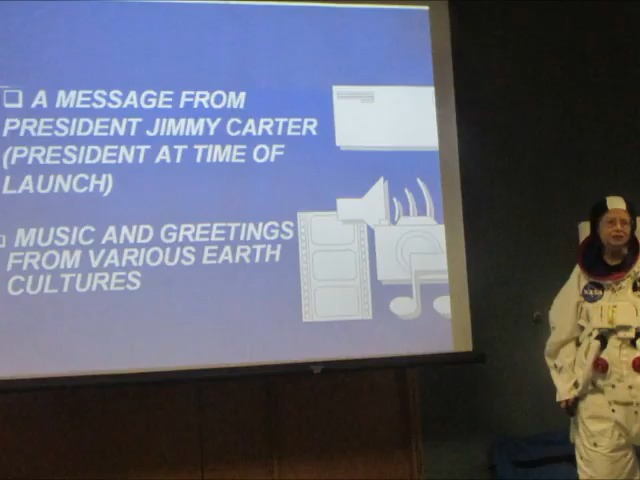 A MESSAGE FROM
PRESIDENT JIMMY CARTER
(PRESIDENT AT TIME OF
LAUNCH)
MUSIC AND GREETINGS
FROM VARIOUS EARTH
CULTURES
NASA